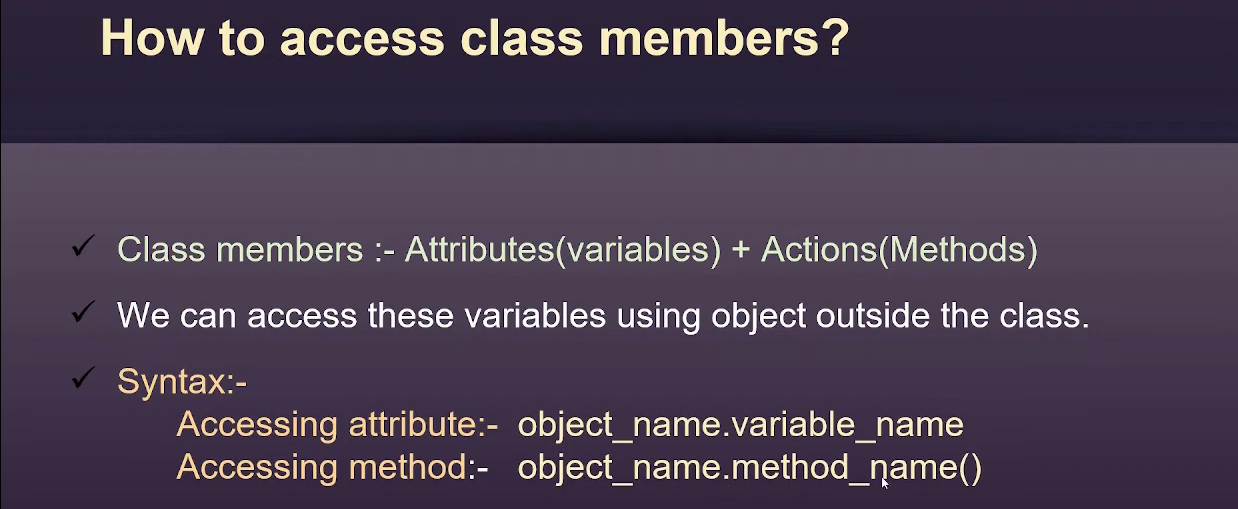 How to access class members?
✓ Class members :- Attributes(variables) + Actions(Methods)
✓ We can access these variables using object outside the class.
✓ Syntax:-
Accessing attribute:- object_name.variable_name
Accessing method:- object_name.method_name()